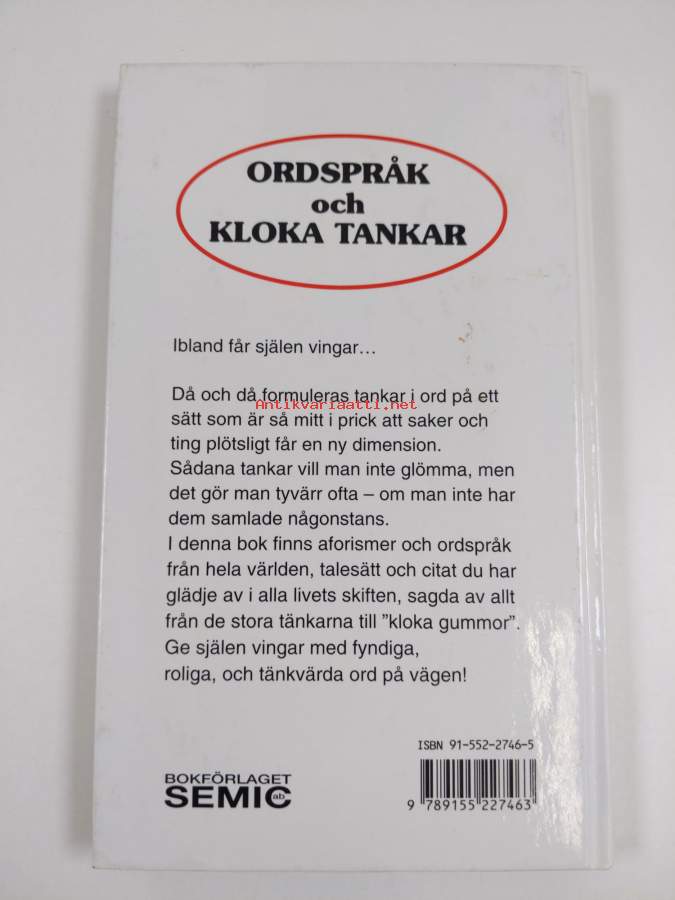 ORDSPRÅK
och
KLOKA TANKAR
Ibland får själen vingar...
Då och då formuleras tankar i ord på ett
Antikvariaatti.net
sätt som är så mitt i prick att saker och
ting plötsligt får en ny dimension.
Sådana tankar vill man inte glömma, men
det gör man tyvärr ofta – om man inte har
dem samlade någonstans.
I denna bok finns aforismer och ordspråk
från hela världen, talesätt och citat du har
glädje av i alla livets skiften, sagda av allt
från de stora tänkarna till ”kloka gummor”.
Ge själen vingar med fyndiga,
roliga, och tänkvärda ord på vägen!
ISBN 91-552-2746-5
BOKFÖRLAGET
SEMIC ab
9 789155 227463